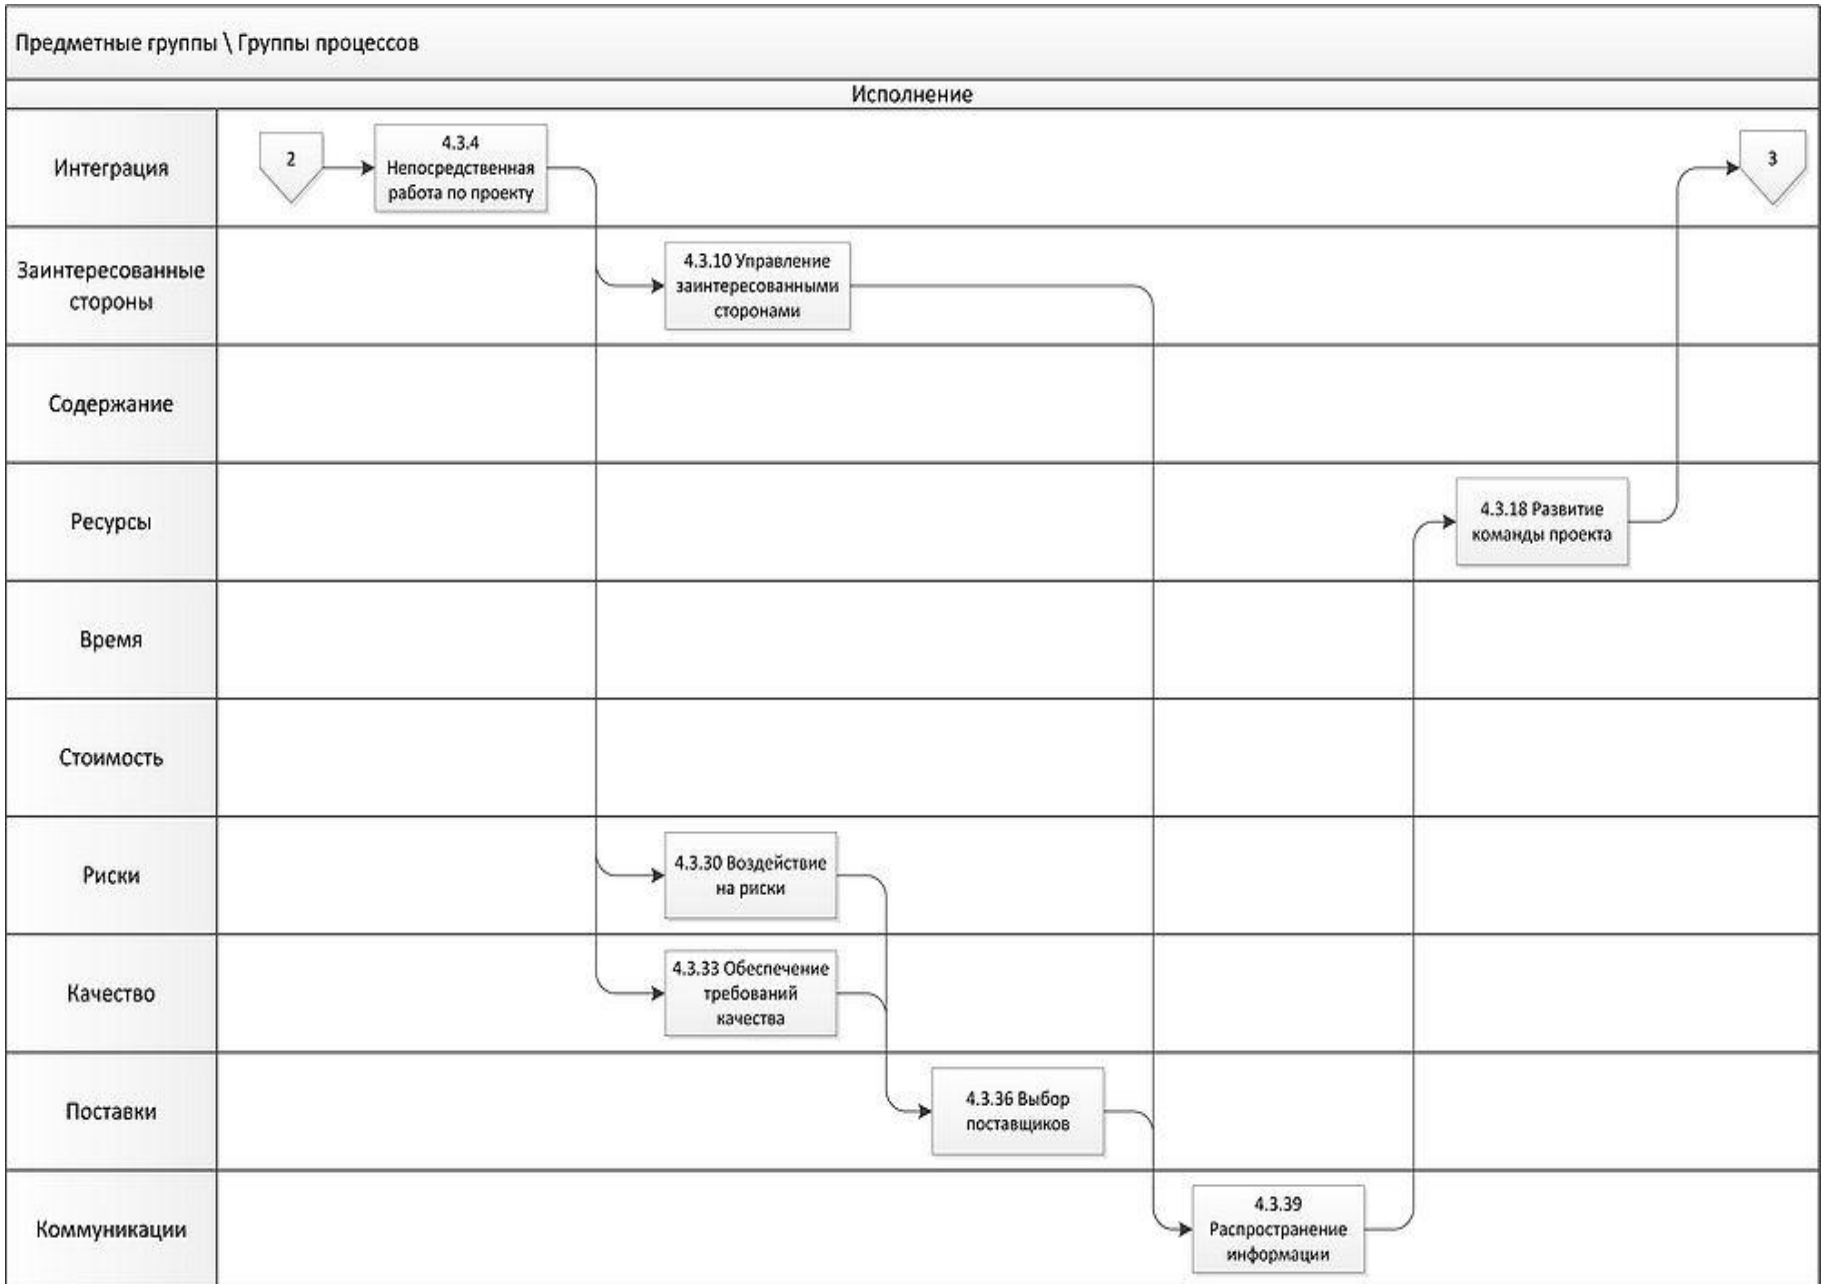 Предметные группы \ Группы процессов
Исполнение
Интеграция
2
4.3.4
Непосредственная
работа по проекту
3
Заинтересованные
стороны
4.3.10 Управление
заинтересованными
сторонами
Содержание
Ресурсы
4.3.18 Развитие
команды проекта
Время
Стоимость
Риски
4.3.30 Воздействие
на риски
Качество
4.3.33 Обеспечение
требований
качества
Поставки
4.3.36 Выбор
поставщиков
Коммуникации
4.3.39
Распространение
информации